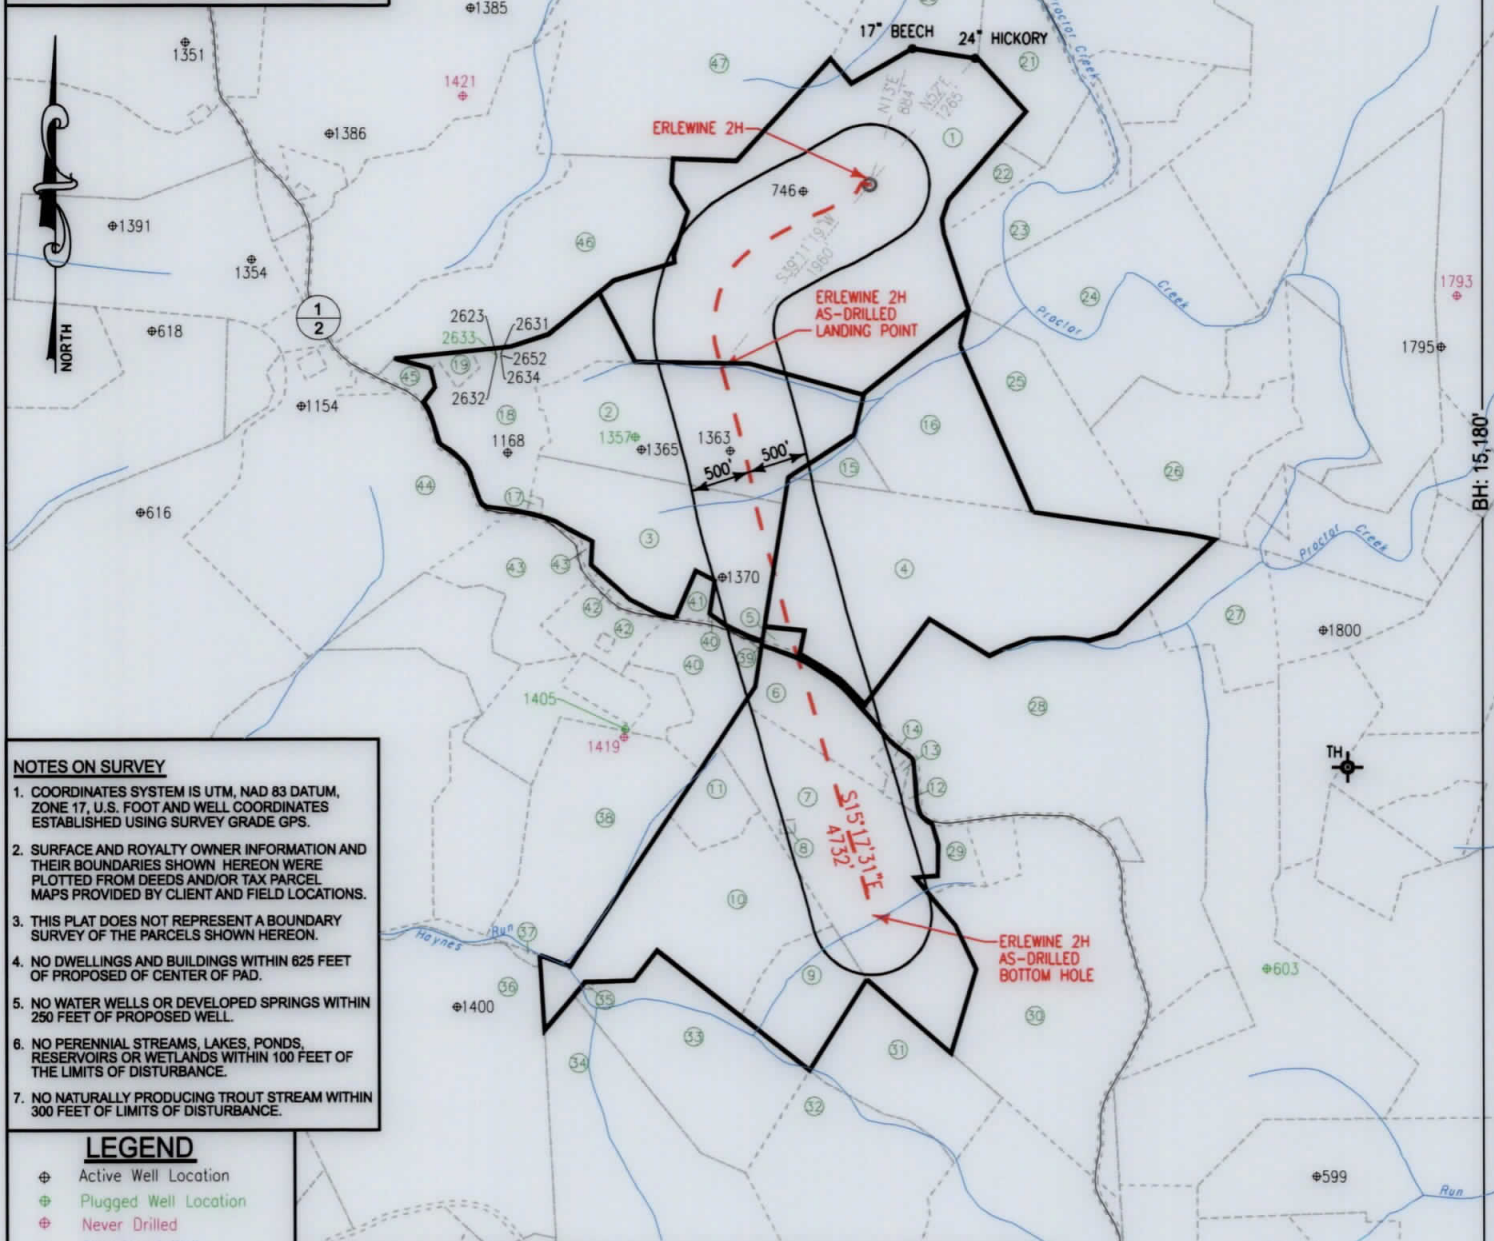 1385
17" BEECH
24" HICKORY
Proctor Creek
1351
47
21
1421
N13°E
884'
N52°E
1265'
ERLEWINE 2H
1386
1
22
746
1391
46
23
S39°11'19"W
1960'
1354
24
Creek
Proctor
1793
ERLEWINE 2H
AS-DRILLED
LANDING POINT
1
2
2623
2631
618
2633
NORTH
19
2652
2634
1795
45
2632
25
1154
18
2
16
1168
1357
1365
1363
500'
500'
15
26
BH: 15,180'
44
17
616
3
Proctor Creek
43
43
1370
4
42
41
5
27
42
40
1800
40
39
6
1405
28
1419
14
13
TH
NOTES ON SURVEY
1. COORDINATES SYSTEM IS UTM, NAD 83 DATUM,
ZONE 17, U.S. FOOT AND WELL COORDINATES
ESTABLISHED USING SURVEY GRADE GPS.
2. SURFACE AND ROYALTY OWNER INFORMATION AND
THEIR BOUNDARIES SHOWN HEREON WERE
PLOTTED FROM DEEDS AND/OR TAX PARCEL
MAPS PROVIDED BY CLIENT AND FIELD LOCATIONS.
3. THIS PLAT DOES NOT REPRESENT A BOUNDARY
SURVEY OF THE PARCELS SHOWN HEREON.
4. NO DWELLINGS AND BUILDINGS WITHIN 625 FEET
OF PROPOSED OF CENTER OF PAD.
5. NO WATER WELLS OR DEVELOPED SPRINGS WITHIN
250 FEET OF PROPOSED WELL.
6. NO PERENNIAL STREAMS, LAKES, PONDS,
RESERVOIRS OR WETLANDS WITHIN 100 FEET OF
THE LIMITS OF DISTURBANCE.
7. NO NATURALLY PRODUCING TROUT STREAM WITHIN
300 FEET OF LIMITS OF DISTURBANCE.
11
7
12
38
8
S15°17'31"E
4732'
29
10
Haynes Run
37
ERLEWINE 2H
AS-DRILLED
BOTTOM HOLE
603
9
36
35
1400
30
33
31
34
32
LEGEND
Active Well Location
Plugged Well Location
Never Drilled
599
Run